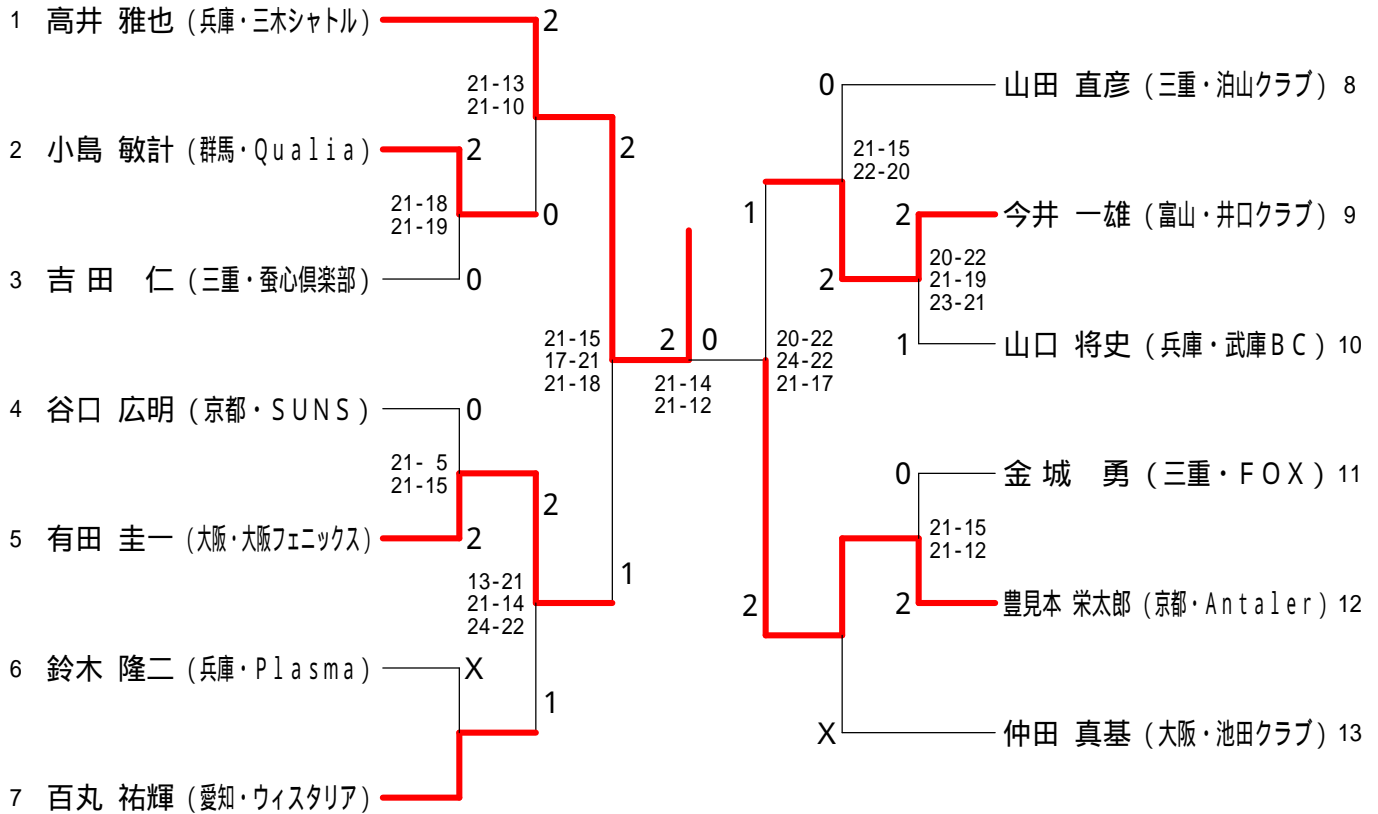 1 高井 雅也 (兵庫・三木シャトル) 2
21-13
21-10
2 小島 敏計 (群馬・Qualia) 2
2
21-18
21-19
0
3 吉田 仁 (三重・蚕心倶楽部) 0
21-15
17-21
21-18
4 谷口 広明 (京都・SUNS) 0
21- 5
21-15
2
5 有田 圭一 (大阪・大阪フェニックス) 2
1
13-21
21-14
24-22
6 鈴木 隆二 (兵庫・Plasma) X
1
7 百丸 祐輝 (愛知・ウィスタリア)
2 0
21-14
21-12
0 山田 直彦 (三重・泊山クラブ) 8
21-15
22-20
1
2 今井 一雄 (富山・井口クラブ) 9
2
20-22
21-19
23-21
1 山口 将史 (兵庫・武庫BC) 10
20-22
24-22
21-17
0 金城 勇 (三重・FOX) 11
21-15
21-12
2
2 豊見本 栄太郎 (京都・Antaler) 12
X 仲田 真基 (大阪・池田クラブ) 13